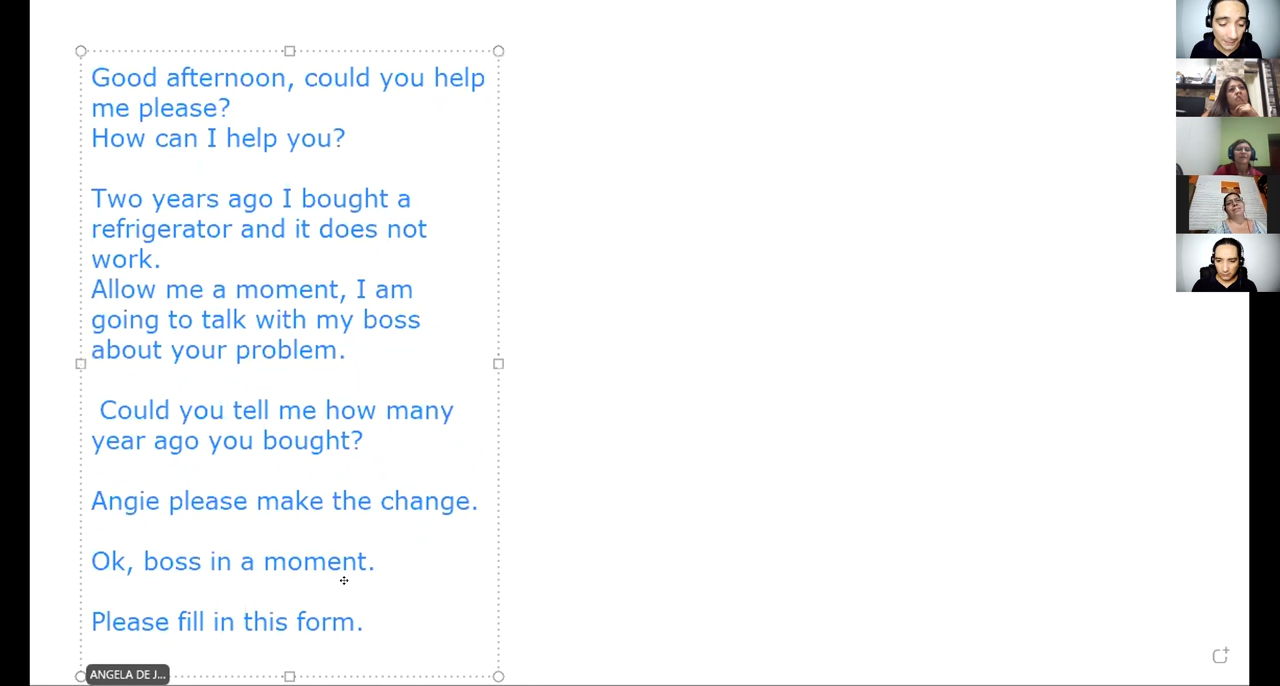 Good afternoon, could you help
me please?
How can I help you?
Two years ago I bought a
refrigerator and it does not
work.
Allow me a moment, I am
going to talk with my boss
about your problem.
Could you tell me how many
year ago you bought?
Angie please make the change.
Ok, boss in a moment.
Please fill in this form.
ANGELA DE J...